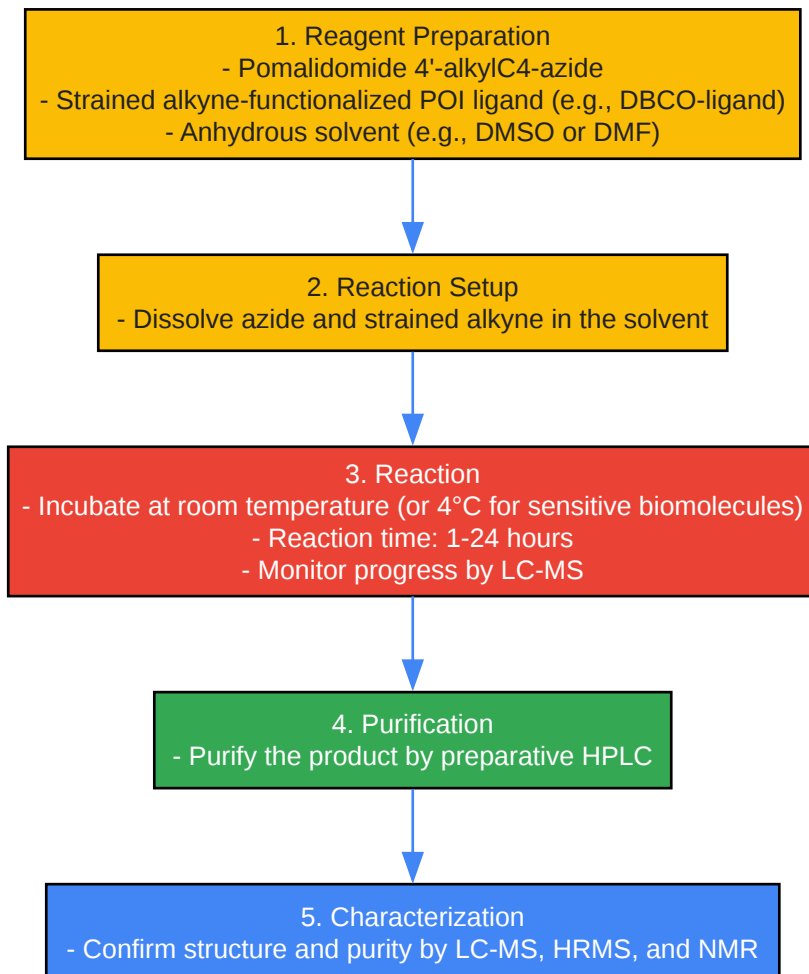 1. Reagent Preparation
- Pomalidomide 4'-alkylC4-azide
- Strained alkyne-functionalized POI ligand (e.g., DBCO-ligand)
- Anhydrous solvent (e.g., DMSO or DMF)
2. Reaction Setup
- Dissolve azide and strained alkyne in the solvent
3. Reaction
- Incubate at room temperature (or 4°C for sensitive biomolecules)
- Reaction time: 1-24 hours
- Monitor progress by LC-MS
4. Purification
- Purify the product by preparative HPLC
5. Characterization
- Confirm structure and purity by LC-MS, HRMS, and NMR